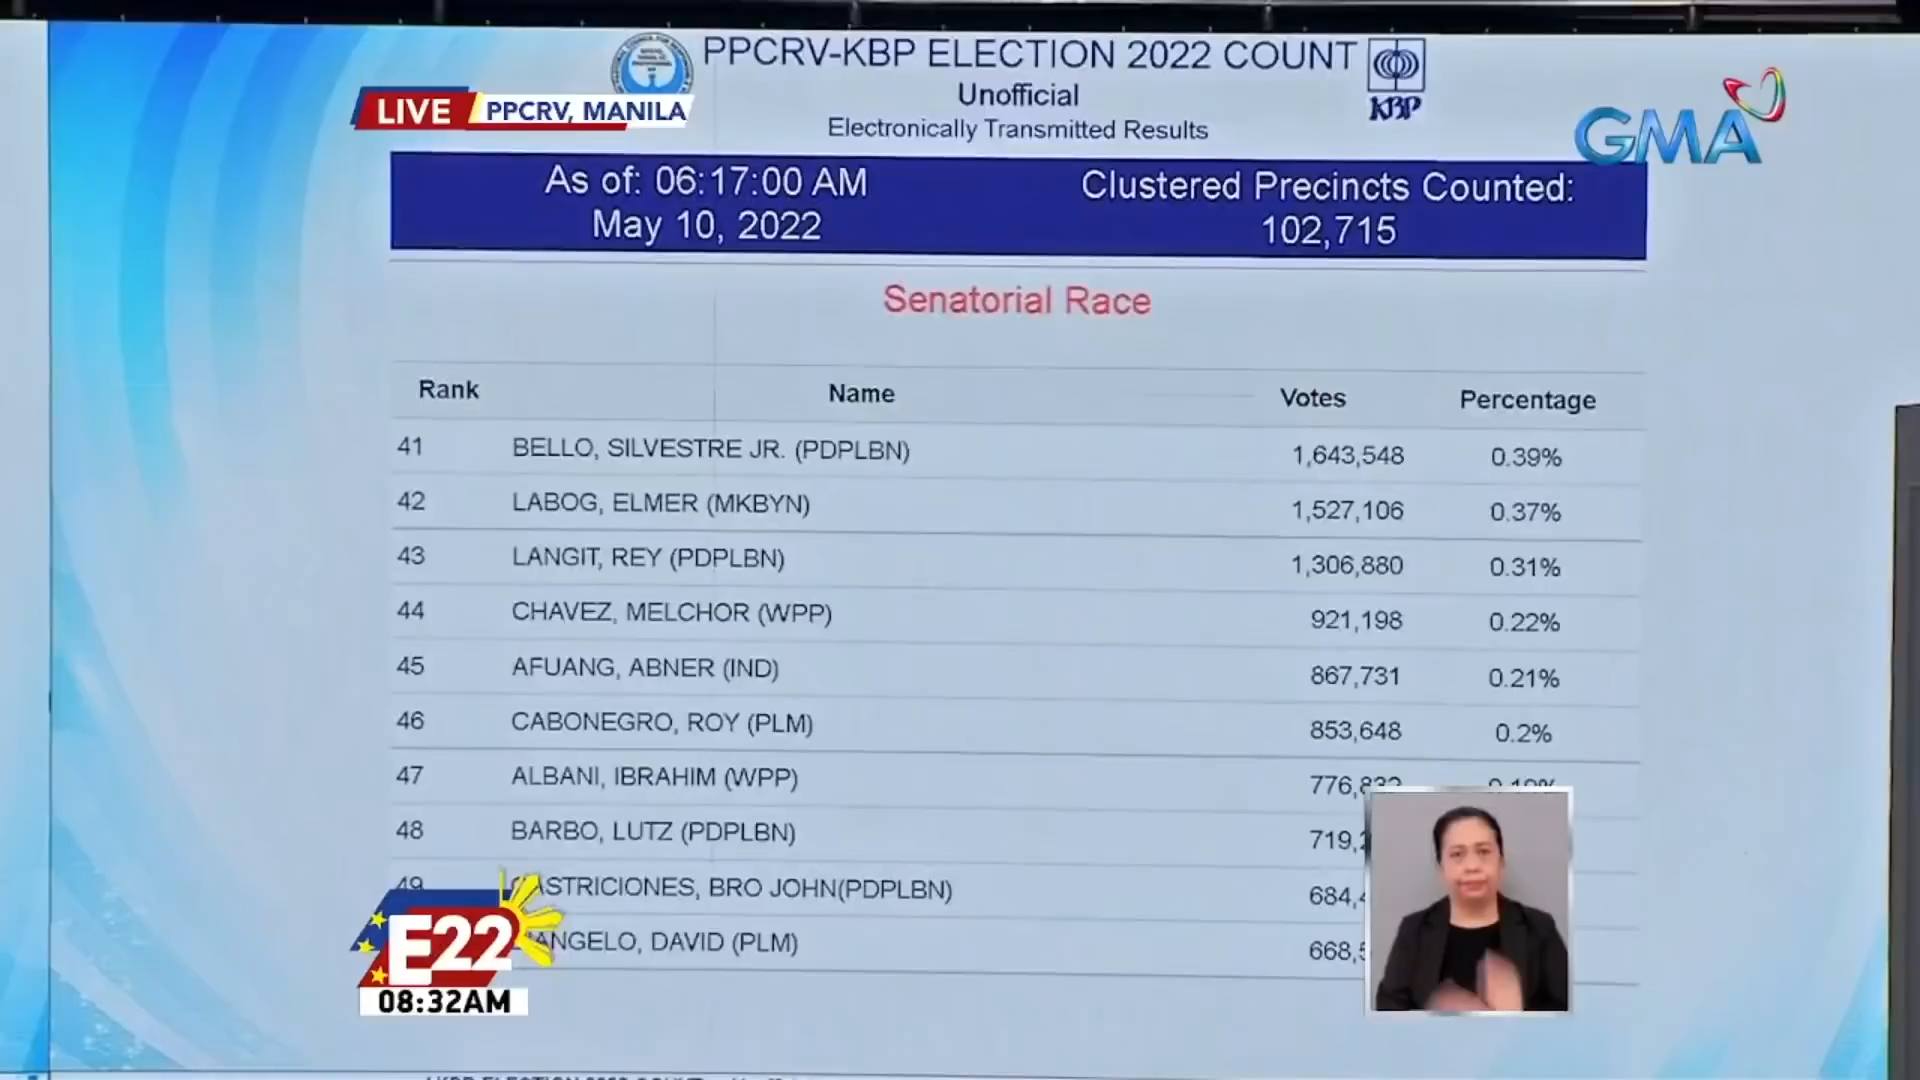 PPCRV-KBP ELECTION 2022 COUNT
KBP
Unofficial
Electronically Transmitted Results
LIVE PPCRV, MANILA
GMA
As of: 06:17:00 AM
May 10, 2022
Clustered Precincts Counted:
102,715
Senatorial Race
Rank Name Votes Percentage
41 BELLO, SILVESTRE JR. (PDPLBN) 1,643,548 0.39%
42 LABOG, ELMER (MKBYN) 1,527,106 0.37%
43 LANGIT, REY (PDPLBN) 1,306,880 0.31%
44 CHAVEZ, MELCHOR (WPP) 921,198 0.22%
45 AFUANG, ABNER (IND) 867,731 0.21%
46 CABONEGRO, ROY (PLM) 853,648 0.2%
47 ALBANI, IBRAHIM (WPP)
48 BARBO, LUTZ (PDPLBN)
49 BRO JOHN(PDPLBN)
DAVID (PLM)
E22
08:32AM